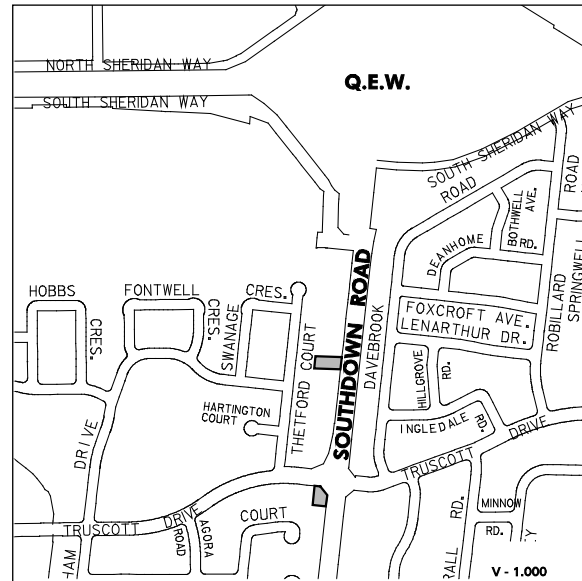 NORTH SHERIDAN WAY
Q.E.W.
SOUTH SHERIDAN WAY
SOUTH SHERIDAN WAY
ROAD
ROAD
BOTHWELL AVE.
DEANHOME RD.
SPRINGWELL
ROBILLARD
HOBBS CRES.
FONTWELL CRES.
SWANAGE CRES.
SOUTHDOWN ROAD
DAVEBROOK
FOXCROFT AVE.
LENARTHUR DR.
THETFORD COURT
HILLGROVE RD.
HARTINGTON
COURT
INGLEDALE RD.
DRIVE
TRUSCOTT DRIVE
TRUSCOTT DRIVE
AGORA
ROAD
COURT
MINNOW
RD.
RD.
V - 1.000